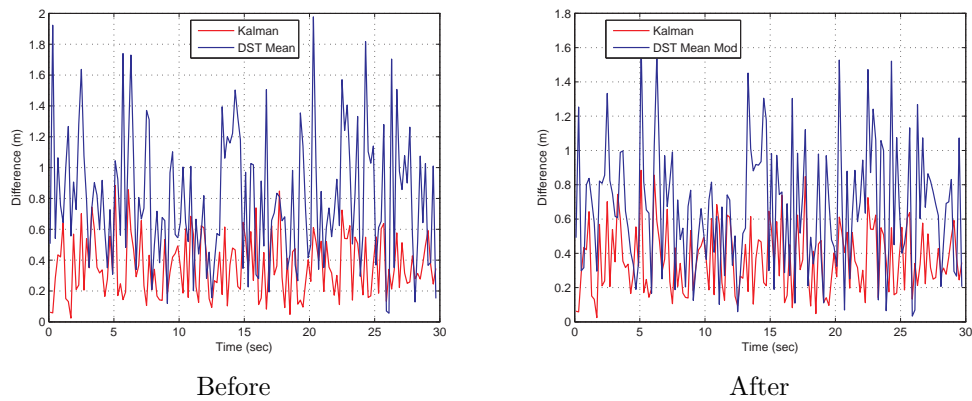 Kalman
DST Mean
2
1.8
1.6
1.4
1.2
1
0.8
0.6
0.4
0.2
0
Difference (m)
0 5 10 15 20 25 30
Time (sec)
Before
Kalman
DST Mean Mod
1.8
1.6
1.4
1.2
1
0.8
0.6
0.4
0.2
0
Difference (m)
0 5 10 15 20 25 30
Time (sec)
After